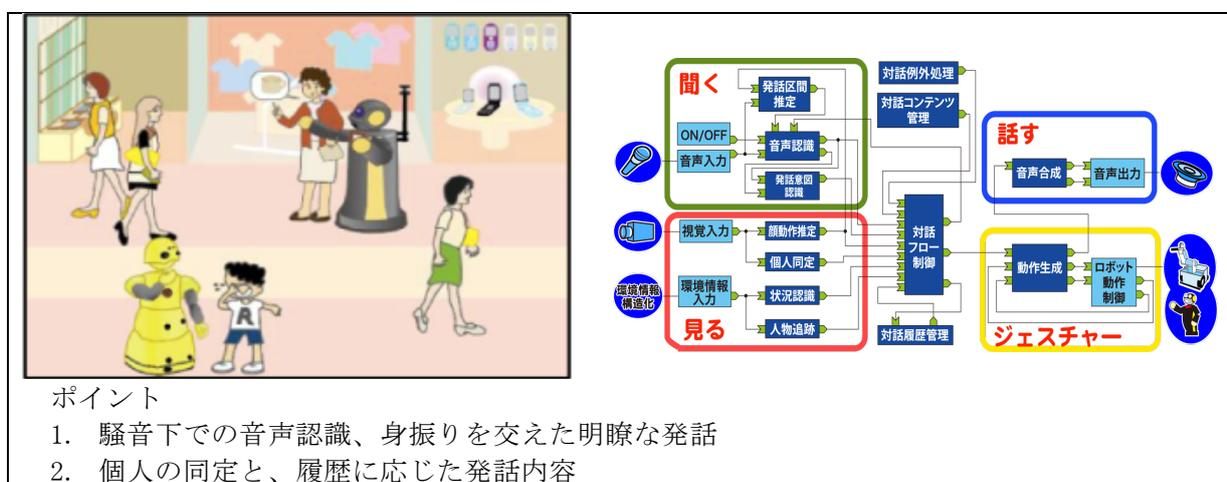 R
聞く
発話区間
推定
ON/OFF
音声入力
音声認識
発話意図
認識
見る
視覚入力
顔動作推定
個人同定
環境情報
構造化
環境情報
入力
状況認識
人物追跡
対話例外処理
対話コンテンツ
管理
対話
フロー
制御
対話履歴管理
話す
音声合成
音声出力
動作生成
ロボット
動作
制御
ジェスチャー
ポイント
1. 騒音下での音声認識、身振りを交えた明瞭な発話
2. 個人の同定と、履歴に応じた発話内容